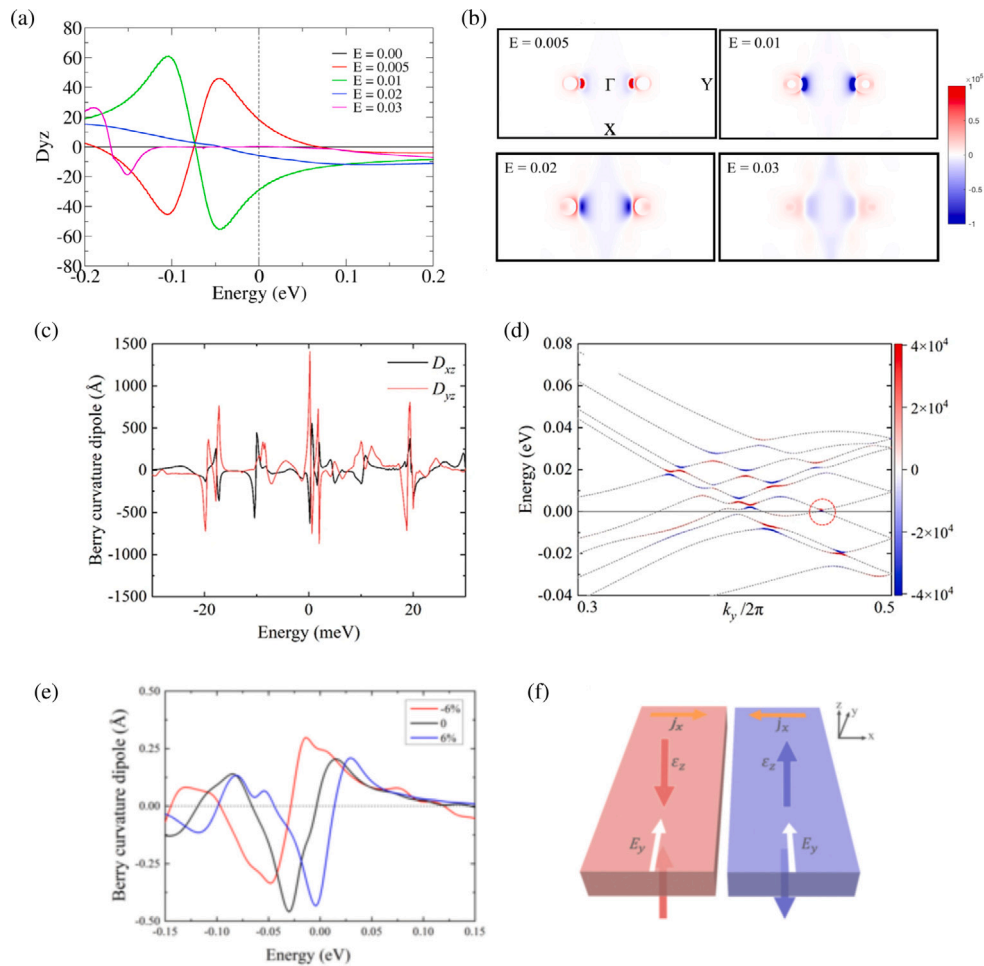 (a)
80
60
40
20
0
-20
-40
-60
80
Dyz
E = 0.00
E = 0.005
E = 0.01
E = 0.02
E = 0.03
-0.2
-0.1
0
0.1
0.2
Energy (eV)
(b)
E = 0.005
Γ
Y
X
E = 0.01
E = 0.02
E = 0.03
×10⁵
1
0.5
0
-0.5
-1
(c)
1500
1000
500
0
-500
-1000
-1500
Berry curvature dipole (Å)
Dxz
Dyz
-20
0
20
Energy (meV)
(d)
0.08
0.06
0.04
0.02
0.00
-0.02
-0.04
Energy (eV)
0.3
ky/2π
0.5
4×10⁴
2×10⁴
0
-2×10⁴
-4×10⁴
(e)
0.50
0.25
0.00
-0.25
-0.50
Berry curvature dipole (Å)
-6%
0
6%
-0.15
-0.10
-0.05
0.00
0.05
0.10
0.15
Energy (eV)
(f)
jx
jx
εz
εz
Ey
Ey
z
y
x